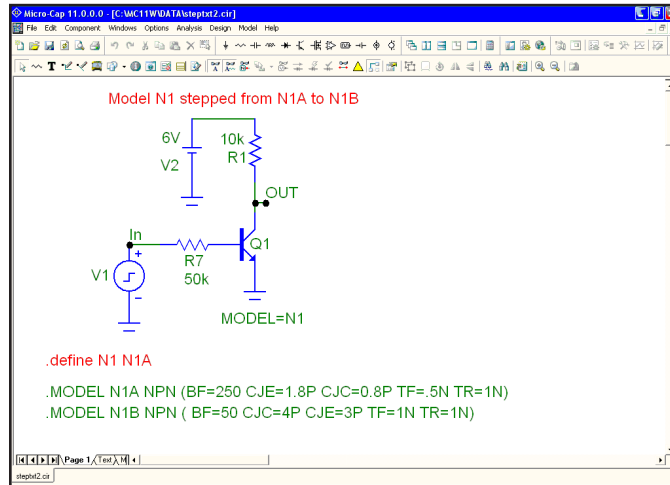 Micro-Cap 11.0.0.0 - [C:\MC11W\DATA\steptxt2.cir]
File Edit Component Windows Options Analysis Design Model Help
Model N1 stepped from N1A to N1B
6V
V2
10k
R1
OUT
In
Q1
R7
50k
V1
MODEL=N1
.define N1 N1A
.MODEL N1A NPN (BF=250 CJE=1.8P CJC=0.8P TF=.5N TR=1N)
.MODEL N1B NPN ( BF=50 CJC=4P CJE=3P TF=1N TR=1N)
Page 1 Text M
steptxt2.cir